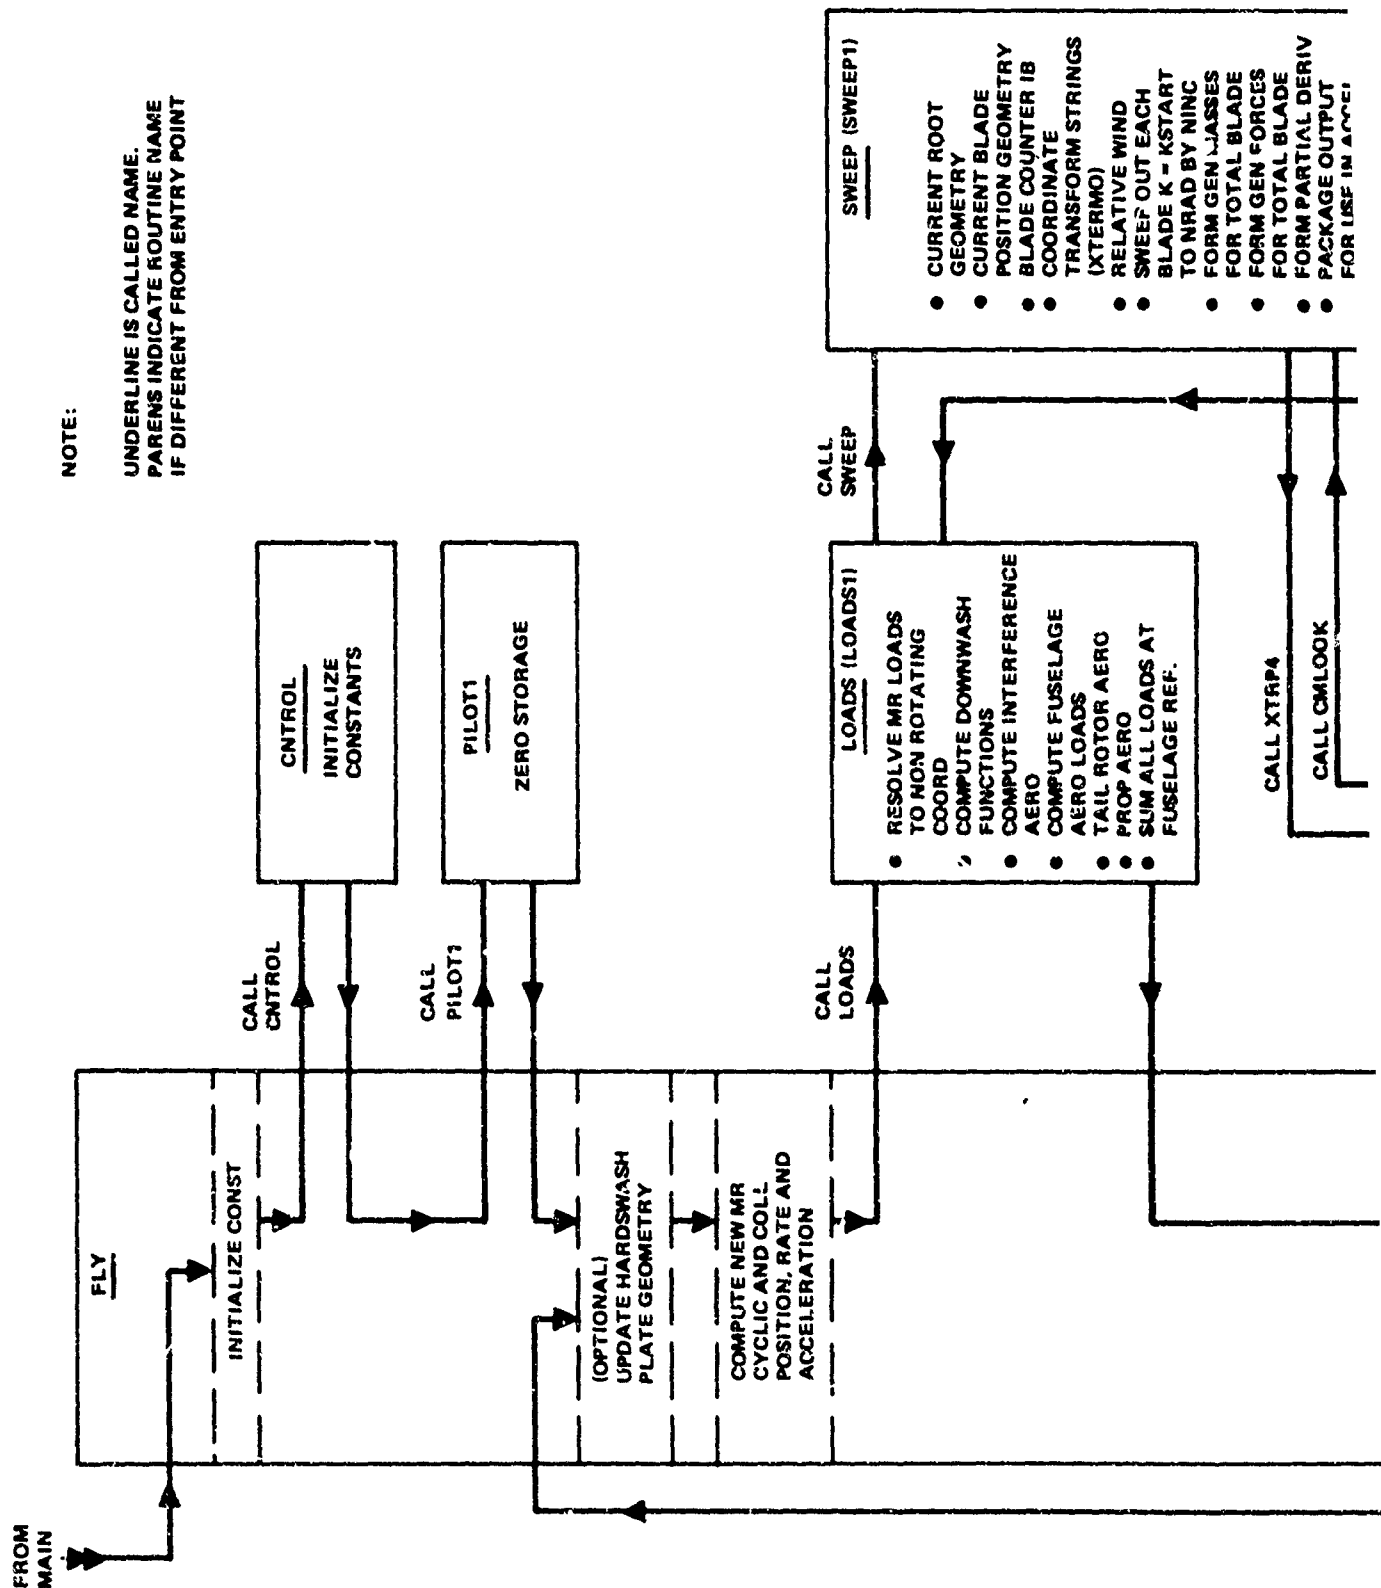 FROM
MAIN
FLY
INITIALIZE CONST
(OPTIONAL)
UPDATE HARDSWASH
PLATE GEOMETRY
COMPUTE NEW MR
CYCLIC AND COLL
POSITION, RATE AND
ACCELERATION
CALL
CNTROL
CALL
PILOT1
CALL
LOADS
CNTROL
INITIALIZE
CONSTANTS
PILOT1
ZERO STORAGE
LOADS (LOADS1)
● RESOLVE MR LOADS
TO NON ROTATING
COORD
COMPUTE DOWNWASH
FUNCTIONS
● COMPUTE INTERFERENCE
AERO
● COMPUTE FUSELAGE
AERO LOADS
● TAIL ROTOR AERO
● PROP AERO
● SUM ALL LOADS AT
FUSELAGE REF.
CALL
SWEEP
CALL XTRP4
CALL CMLOOK
NOTE:
UNDERLINE IS CALLED NAME.
PARENS INDICATE ROUTINE NAME
IF DIFFERENT FROM ENTRY POINT
SWEEP (SWEEP1)
● CURRENT ROOT
GEOMETRY
● CURRENT BLADE
POSITION GEOMETRY
● BLADE COUNTER IB
● COORDINATE
TRANSFORM STRINGS
(XTERMO)
● RELATIVE WIND
● SWEEP OUT EACH
BLADE K = KSTART
TO NRAD BY NINC
● FORM GEN MASSES
FOR TOTAL BLADE
● FORM GEN FORCES
FOR TOTAL BLADE
● FORM PARTIAL DERIV
● PACKAGE OUTPUT
FOR USE IN